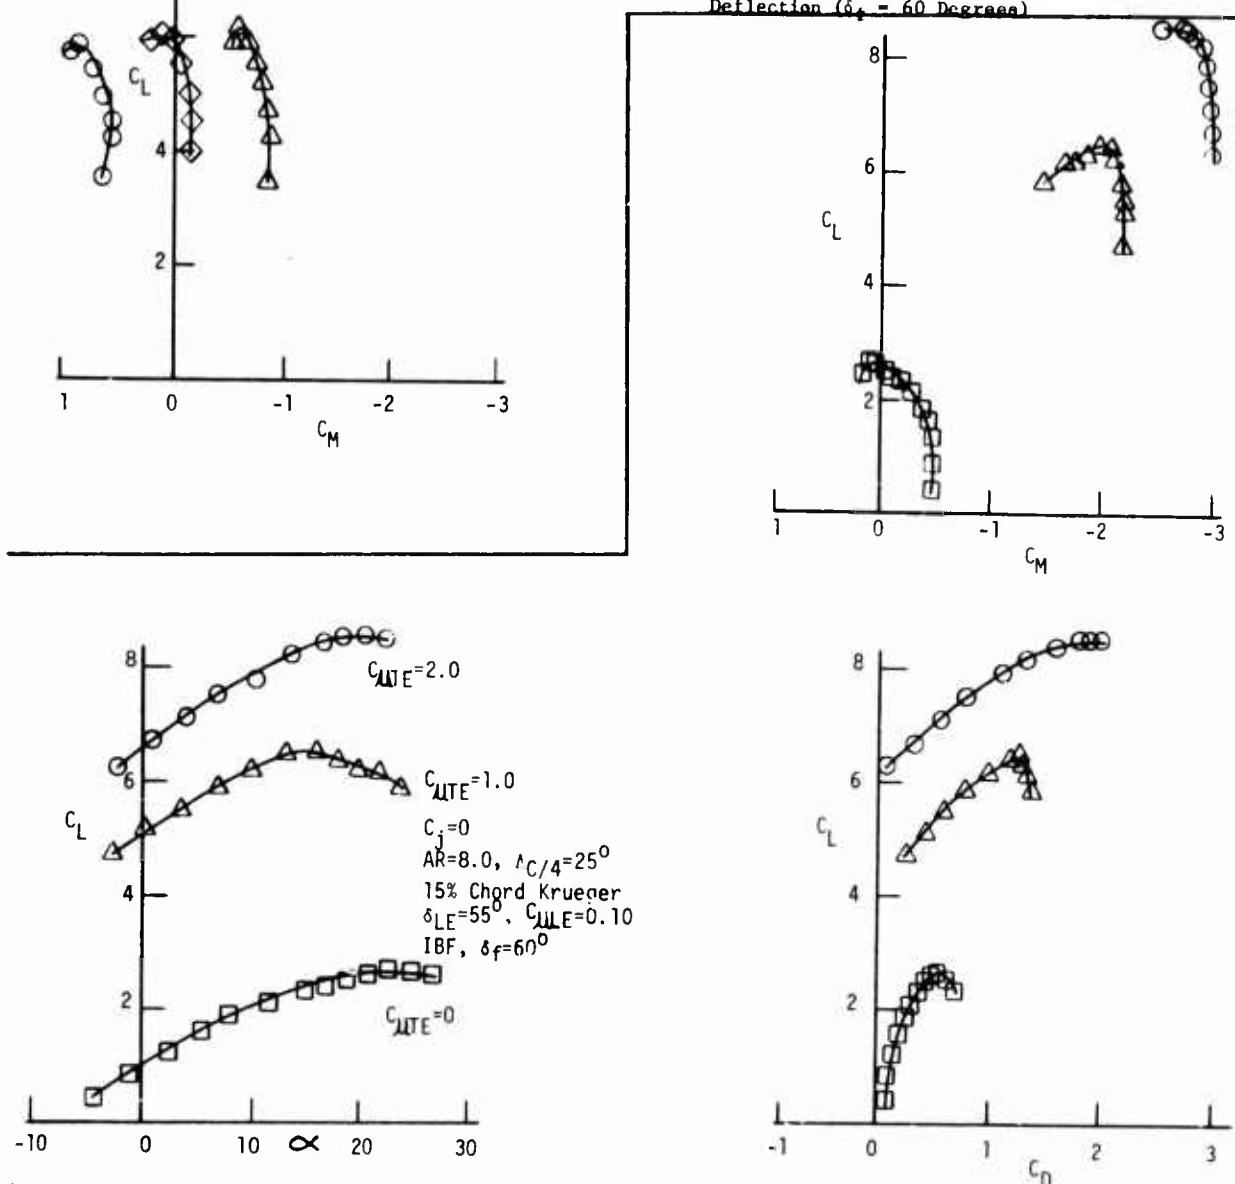 Deflection (δf = 60 Degrees)
CL
4
2
1 0 -1 -2 -3
CM
8
6
CL
4
2
1 0 -1 -2 -3
CM
8
6
CL
4
2
-10 0 10 α 20 30
CμTE=2.0
CμTE=1.0
Cj=0
AR=8.0, ΛC/4=25°
15% Chord Krueger
δLE=55°, CμLE=0.10
IBF, δf=60°
CμTE=0
8
6
CL
4
2
-1 0 1 2 3
CD